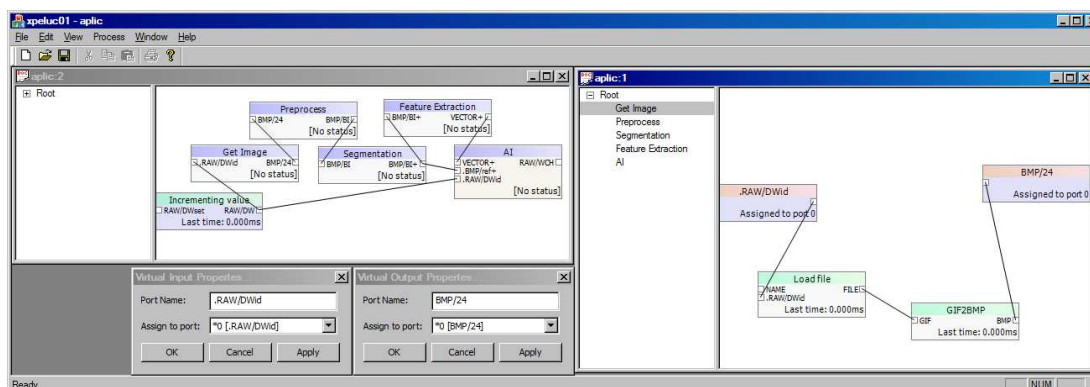 xpeluc01 - aplic
File Edit View Process Window Help
aplic:2
Root
Preprocess
BMP/24 BMP/BI
[No status]
Feature Extraction
BMP/BI+ VECTOR+
[No status]
Get Image
.RAW/DWid BMP/24
[No status]
Segmentation
BMP/BI BMP/BI+
[No status]
AI
VECTOR+ RAW/WCH
.BMP/ref+
.RAW/DWid
[No status]
Incrementing value
RAW/DWset RAW/DW
Last time: 0.000ms
Virtual Input Propertes
Port Name: .RAW/DWid
Assign to port: *0 [.RAW/DWid]
OK Cancel Apply
Virtual Output Propertes
Port Name: BMP/24
Assign to port: *0 [BMP/24]
OK Cancel Apply
aplic:1
Root
Get Image
Preprocess
Segmentation
Feature Extraction
AI
BMP/24
Assigned to port 0
.RAW/DWid
Assigned to port 0
Load file
NAME FILE
.RAW/DWid
Last time: 0.000ms
GIF2BMP
GIF BMP
Last time: 0.000ms
Ready
NUM